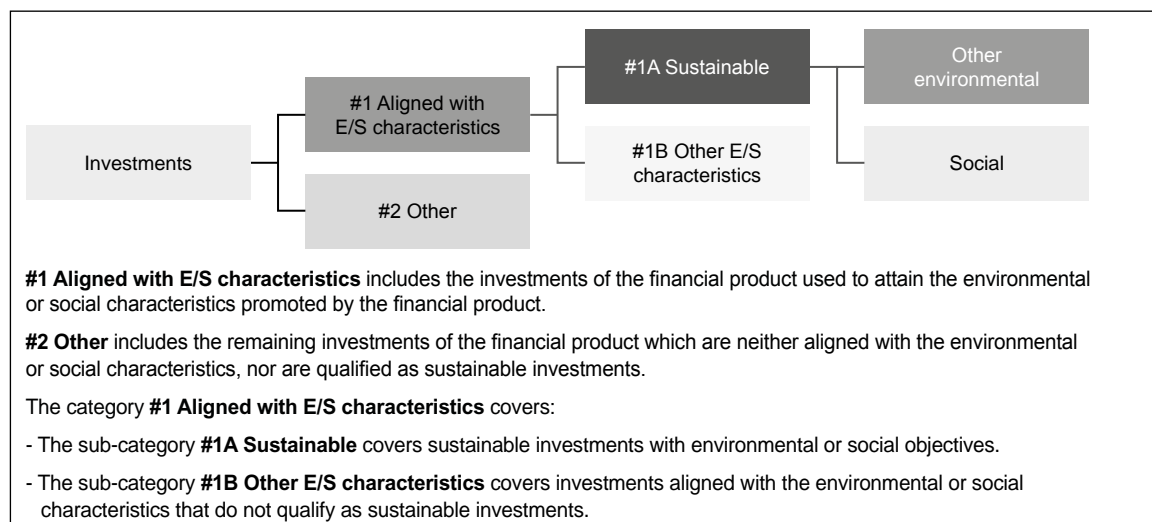 Investments
#1 Aligned with
E/S characteristics
#2 Other
#1A Sustainable
#1B Other E/S
characteristics
Other
environmental
Social
#1 Aligned with E/S characteristics includes the investments of the financial product used to attain the environmental
or social characteristics promoted by the financial product.
#2 Other includes the remaining investments of the financial product which are neither aligned with the environmental
or social characteristics, nor are qualified as sustainable investments.
The category #1 Aligned with E/S characteristics covers:
- The sub-category #1A Sustainable covers sustainable investments with environmental or social objectives.
- The sub-category #1B Other E/S characteristics covers investments aligned with the environmental or social
characteristics that do not qualify as sustainable investments.